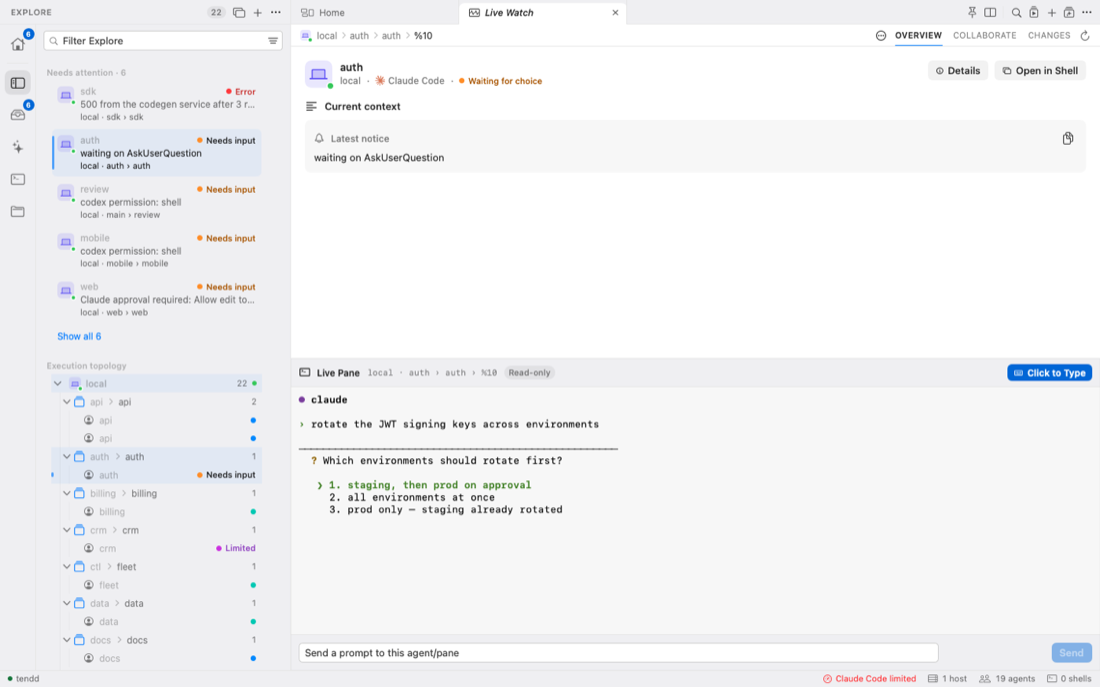 EXPLORE
22
Home
Live Watch
6
6
Filter Explore
Needs attention · 6
sdk
Error
500 from the codegen service after 3 r...
local · sdk › sdk
auth
Needs input
waiting on AskUserQuestion
local · auth › auth
review
Needs input
codex permission: shell
local · main › review
mobile
Needs input
codex permission: shell
local · mobile › mobile
web
Needs input
Claude approval required: Allow edit to...
local · web › web
Show all 6
Execution topology
local 22
api › api 2
api
api
auth › auth 1
auth Needs input
billing › billing 1
billing
crm › crm 1
crm Limited
ctl › fleet 1
fleet
data › data 1
data
docs › docs 1
docs
local › auth › auth › %10
OVERVIEW COLLABORATE CHANGES
auth
local · Claude Code · Waiting for choice
Details
Open in Shell
Current context
Latest notice
waiting on AskUserQuestion
Live Pane local · auth › auth › %10 Read-only
Click to Type
claude
› rotate the JWT signing keys across environments
? Which environments should rotate first?
❯ 1. staging, then prod on approval
2. all environments at once
3. prod only — staging already rotated
Send a prompt to this agent/pane
Send
tendd
Claude Code limited
1 host
19 agents
0 shells